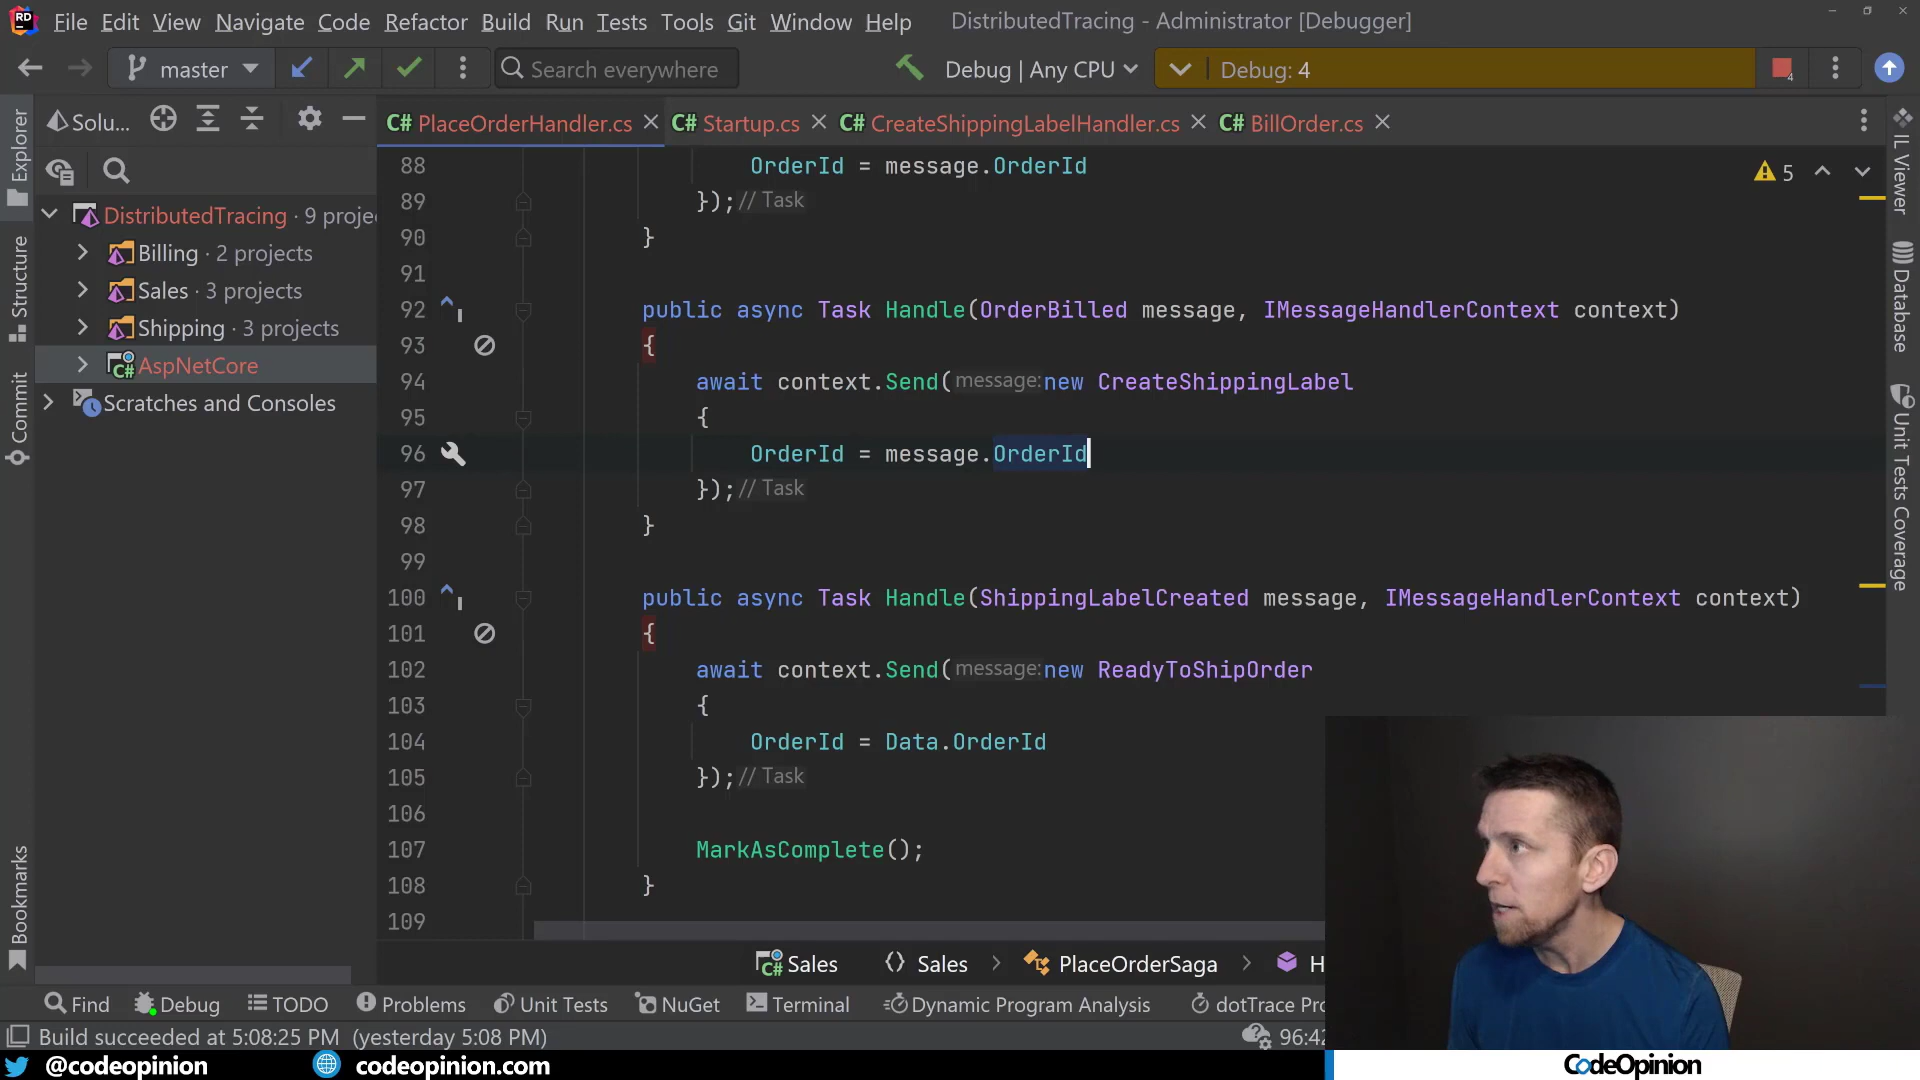 RD File Edit View Navigate Code Refactor Build Run Tests Tools Git Window Help DistributedTracing - Administrator [Debugger]
master Search everywhere Debug | Any CPU Debug: 4 4
Explorer
Structure
Commit
Bookmarks
Solu...
DistributedTracing · 9 proje
Billing · 2 projects
Sales · 3 projects
Shipping · 3 projects
C# AspNetCore
Scratches and Consoles
C# PlaceOrderHandler.cs C# Startup.cs C# CreateShippingLabelHandler.cs C# BillOrder.cs
5
88 OrderId = message.OrderId
89 });// Task
90 }
91
92 public async Task Handle(OrderBilled message, IMessageHandlerContext context)
93 {
94 await context.Send(message:new CreateShippingLabel
95 {
96 OrderId = message.OrderId
97 });// Task
98 }
99
100 public async Task Handle(ShippingLabelCreated message, IMessageHandlerContext context)
101 {
102 await context.Send(message:new ReadyToShipOrder
103 {
104 OrderId = Data.OrderId
105 });// Task
106
107 MarkAsComplete();
108 }
109
IL Viewer
Database
Unit Tests Coverage
C# Sales Sales PlaceOrderSaga H
Find Debug TODO Problems Unit Tests NuGet Terminal Dynamic Program Analysis dotTrace Pro
Build succeeded at 5:08:25 PM (yesterday 5:08 PM) 96:42
@codeopinion codeopinion.com CodeOpinion